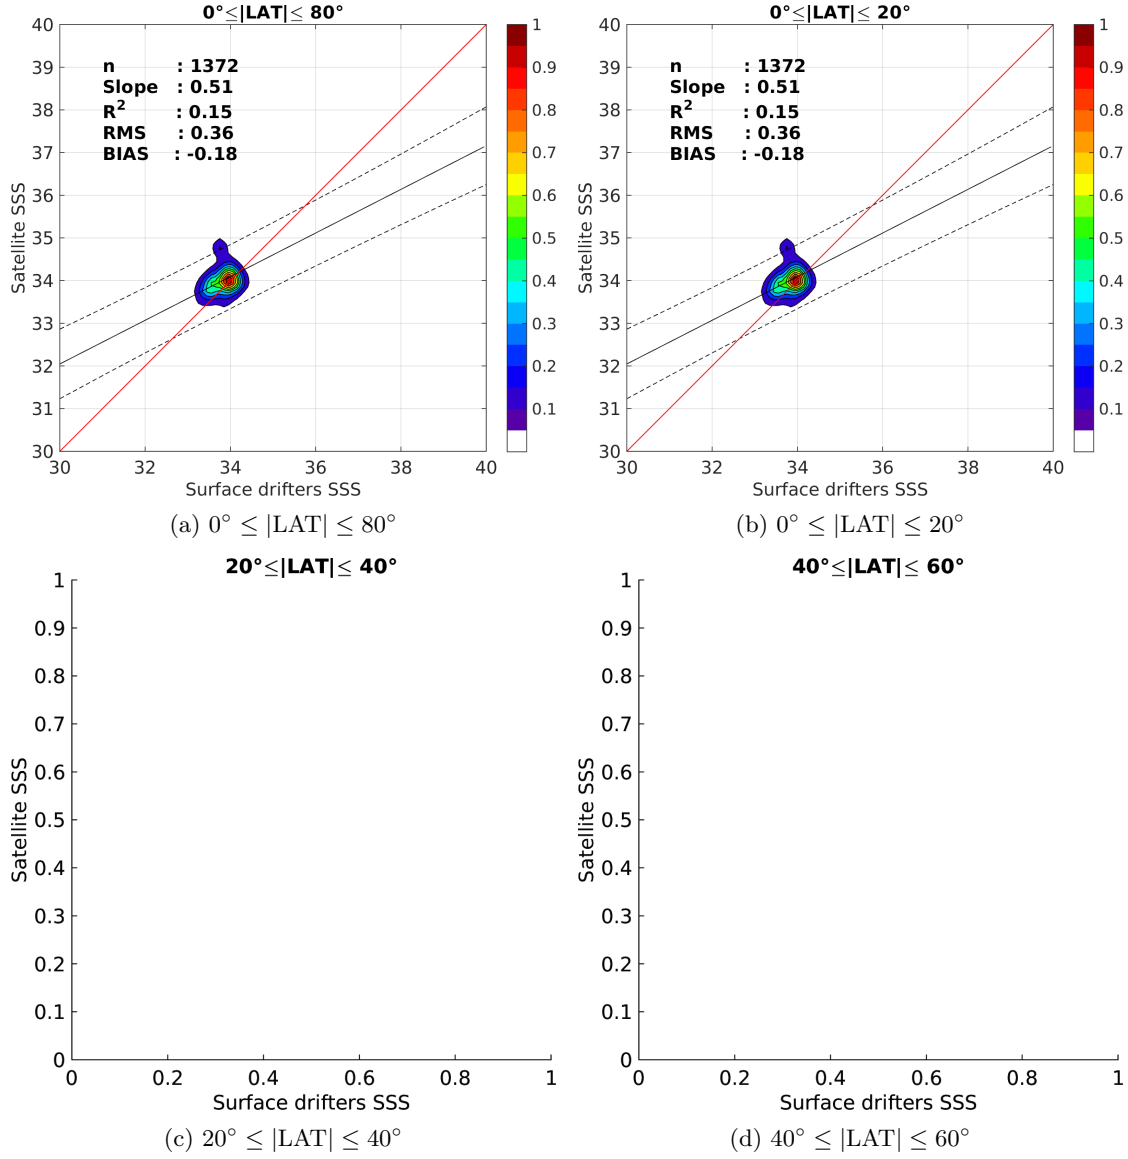 0°≤|LAT|≤ 80°
40
39
38
37
36
35
34
33
32
31
30
30 32 34 36 38 40
Satellite SSS
Surface drifters SSS
n : 1372
Slope : 0.51
R² : 0.15
RMS : 0.36
BIAS : -0.18
1
0.9
0.8
0.7
0.6
0.5
0.4
0.3
0.2
0.1
(a) 0° ≤ |LAT| ≤ 80°
0°≤|LAT|≤ 20°
40
39
38
37
36
35
34
33
32
31
30
30 32 34 36 38 40
Satellite SSS
Surface drifters SSS
n : 1372
Slope : 0.51
R² : 0.15
RMS : 0.36
BIAS : -0.18
1
0.9
0.8
0.7
0.6
0.5
0.4
0.3
0.2
0.1
(b) 0° ≤ |LAT| ≤ 20°
20°≤|LAT|≤ 40°
1
0.9
0.8
0.7
0.6
0.5
0.4
0.3
0.2
0.1
0
0 0.2 0.4 0.6 0.8 1
Satellite SSS
Surface drifters SSS
(c) 20° ≤ |LAT| ≤ 40°
40°≤|LAT|≤ 60°
1
0.9
0.8
0.7
0.6
0.5
0.4
0.3
0.2
0.1
0
0 0.2 0.4 0.6 0.8 1
Satellite SSS
Surface drifters SSS
(d) 40° ≤ |LAT| ≤ 60°